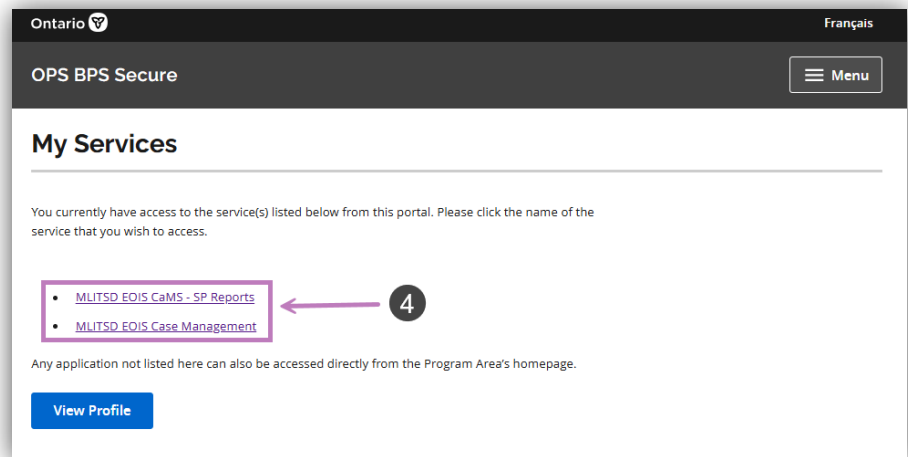 Ontario
Français
OPS BPS Secure
Menu
My Services
You currently have access to the service(s) listed below from this portal. Please click the name of the
service that you wish to access.
• MLITSD EOIS CaMS - SP Reports
4
• MLITSD EOIS Case Management
Any application not listed here can also be accessed directly from the Program Area's homepage.
View Profile